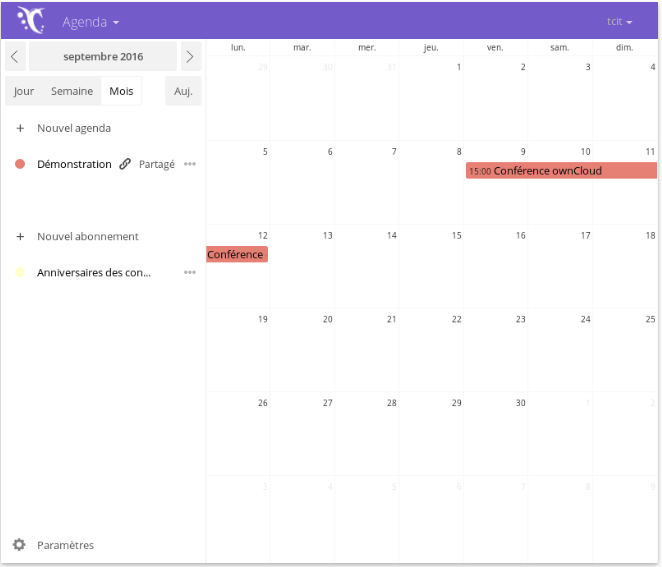 Agenda
tcit
septembre 2016
Jour Semaine Mois Auj.
+ Nouvel agenda
Démonstration Partagé
+ Nouvel abonnement
Anniversaires des con...
Paramètres
lun. mar. mer. jeu. ven. sam. dim.
29 30 31 1 2 3 4
5 6 7 8 9 10 11
15:00 Conférence ownCloud
12 13 14 15 16 17 18
Conférence
19 20 21 22 23 24 25
26 27 28 29 30 1 2
3 4 5 6 7 8 9